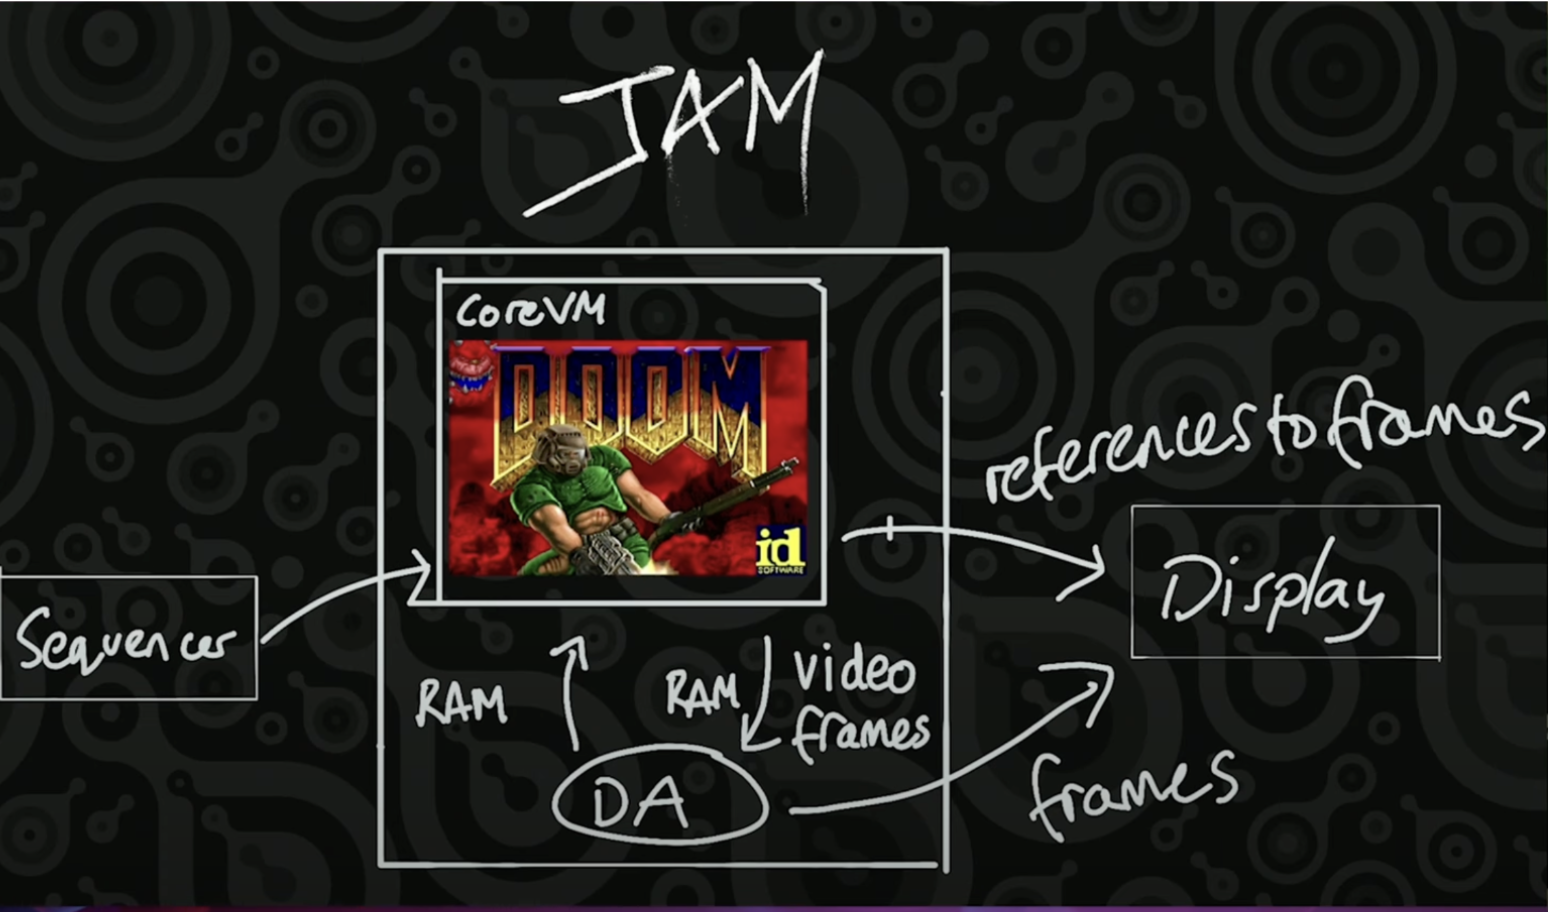 JAM
CoreVM
DOOM
id
SOFTWARE
references to frames
Display
Sequencer
RAM
RAM
video
frames
DA
frames